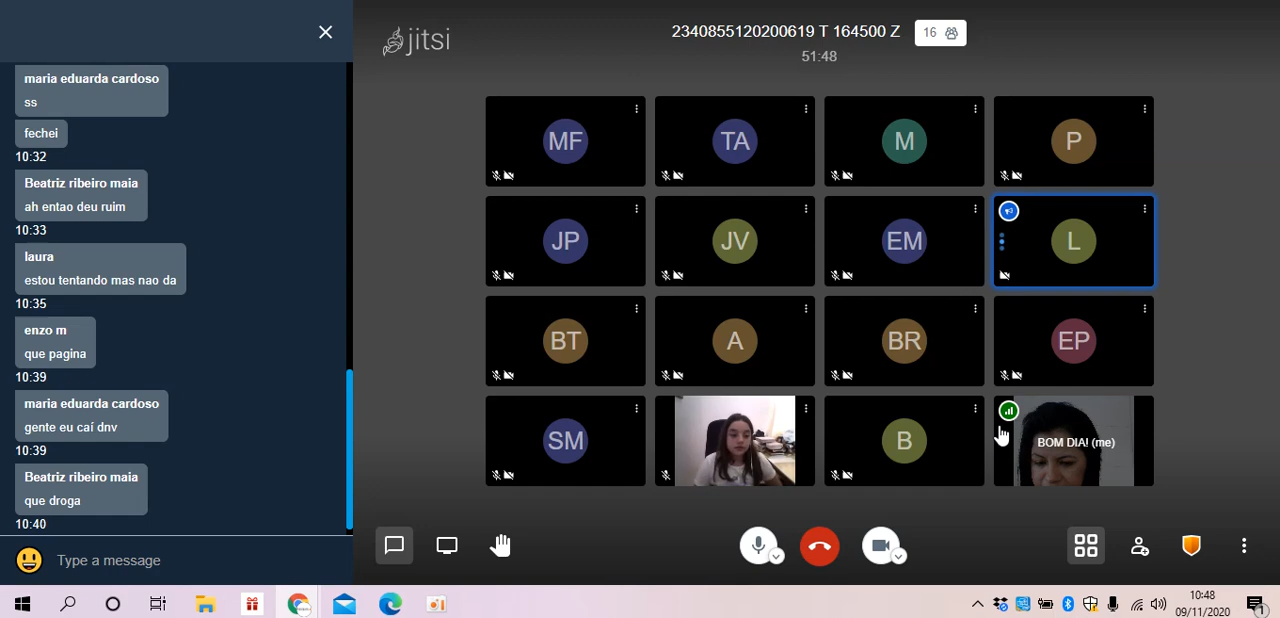 maria eduarda cardoso
ss
fechei
10:32
Beatriz ribeiro maia
ah entao deu ruim
10:33
laura
estou tentando mas nao da
10:35
enzo m
que pagina
10:39
maria eduarda cardoso
gente eu caí dnv
10:39
Beatriz ribeiro maia
que droga
10:40
Type a message
jitsi
2340855120200619 T 164500 Z
16
51:48
MF
TA
M
P
JP
JV
EM
L
BT
A
BR
EP
SM
B
BOM DIA! (me)
10:48
09/11/2020
1